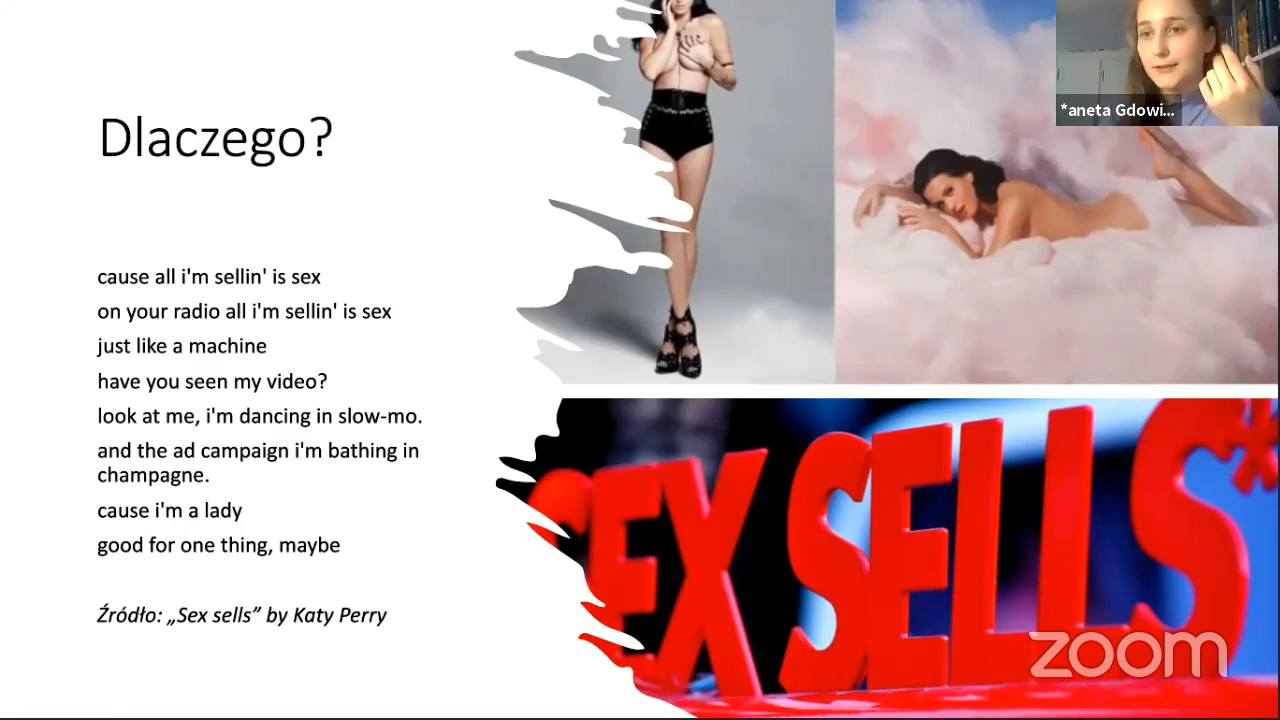 Dlaczego?
cause all i'm sellin' is sex
on your radio all i'm sellin' is sex
just like a machine
have you seen my video?
look at me, i'm dancing in slow-mo.
and the ad campaign i'm bathing in
champagne.
cause i'm a lady
good for one thing, maybe
Źródło: „Sex sells” by Katy Perry
*aneta Gdowi...
SEX SELLS*
zoom